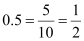 0.5 = 5/10 = 1/2